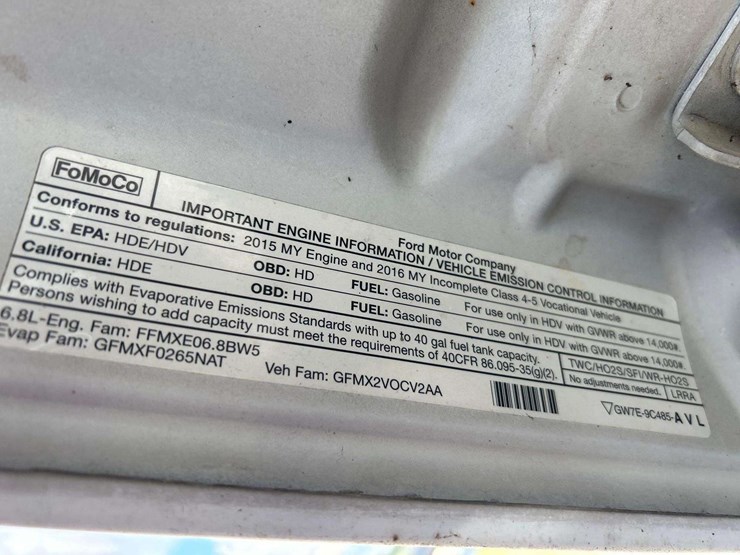 FoMoCo
Ford Motor Company
IMPORTANT ENGINE INFORMATION / VEHICLE EMISSION CONTROL INFORMATION
Conforms to regulations: 2015 MY Engine and 2016 MY Incomplete Class 4-5 Vocational Vehicle
U.S. EPA: HDE/HDV OBD: HD FUEL: Gasoline For use only in HDV with GVWR above 14,000#
California: HDE OBD: HD FUEL: Gasoline For use only in HDV with GVWR above 14,000#
Complies with Evaporative Emissions Standards with up to 40 gal fuel tank capacity.
Persons wishing to add capacity must meet the requirements of 40CFR 86.095-35(g)(2).
TWC/HO2S/SFI/WR-HO2S
No adjustments needed. LRRA
6.8L-Eng. Fam: FFMXE06.8BW5
Evap Fam: GFMXF0265NAT Veh Fam: GFMX2VOCV2AA
GW7E-9C485-AVL